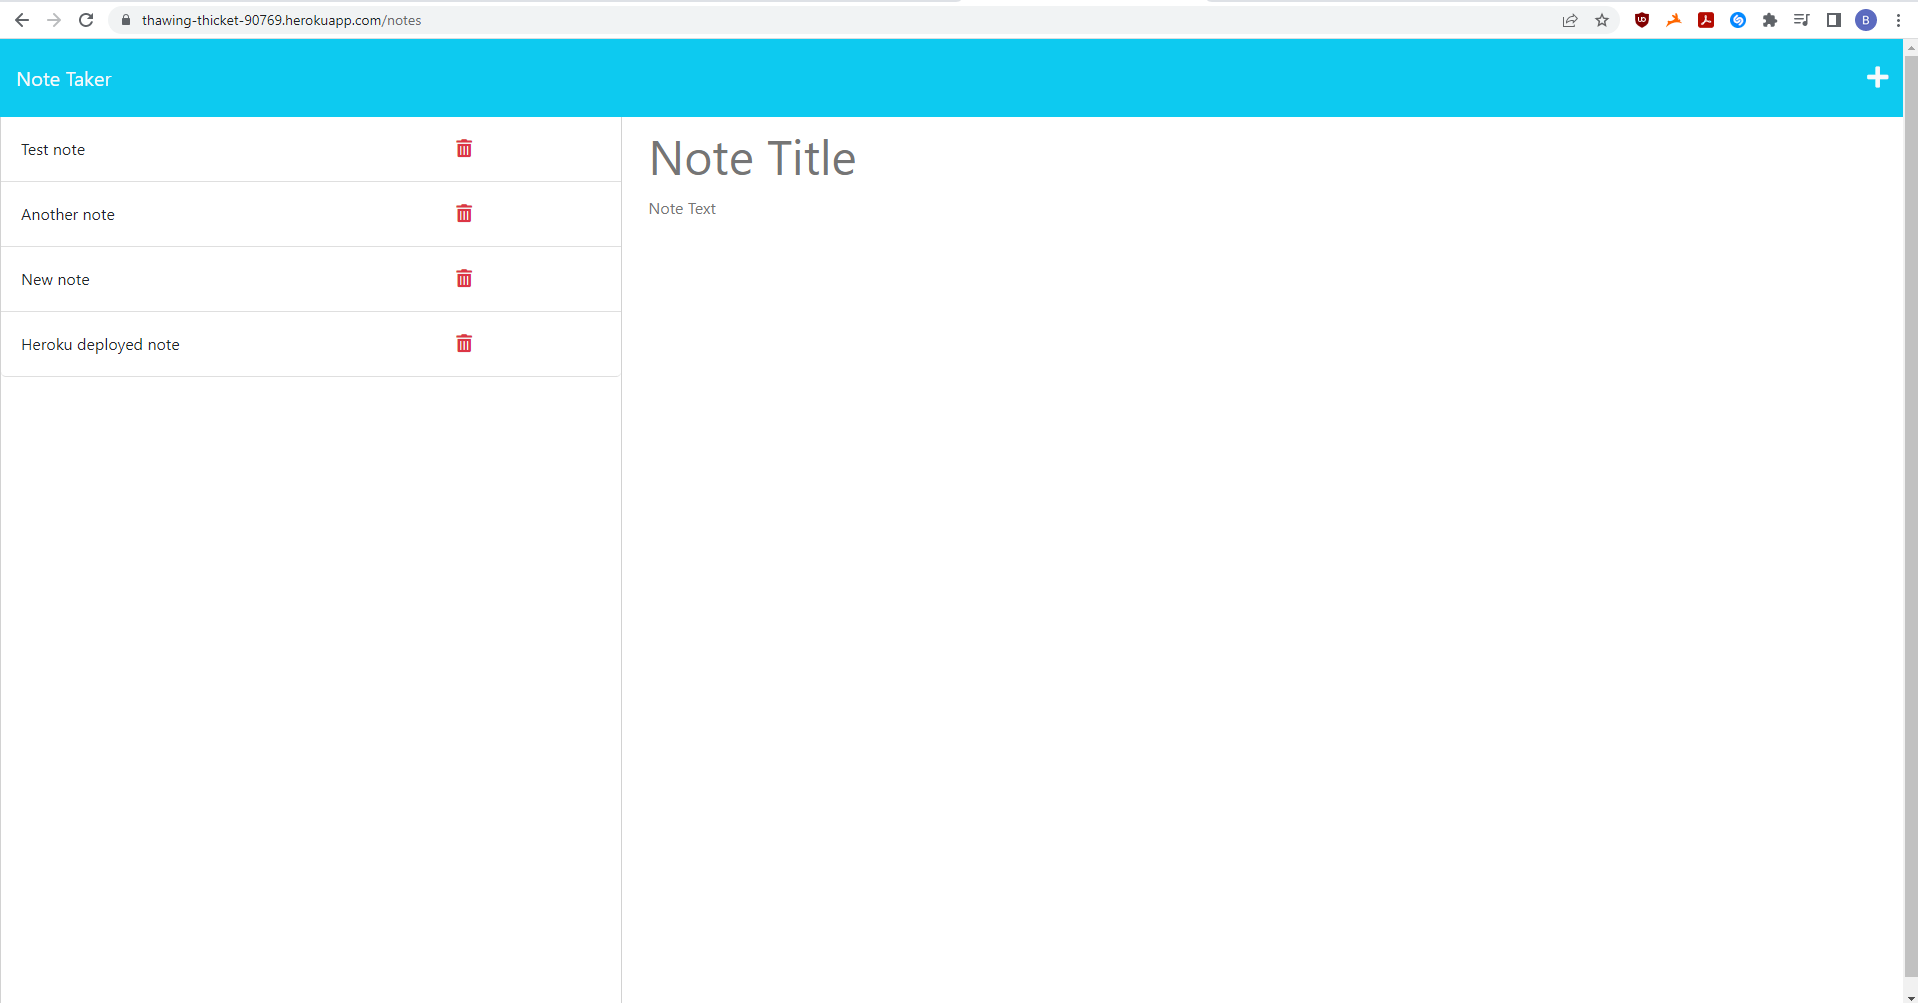 thawing-thicket-90769.herokuapp.com/notes
B
Note Taker
Test note
Another note
New note
Heroku deployed note
Note Title
Note Text